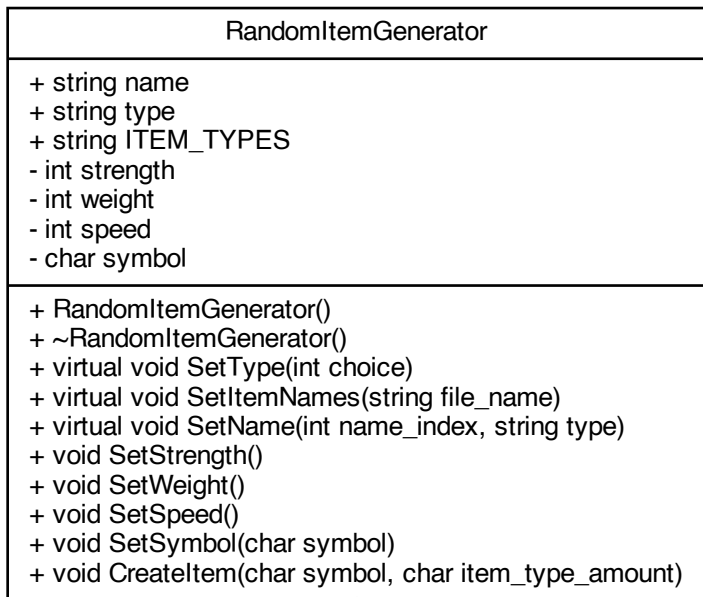 RandomItemGenerator
+ string name
+ string type
+ string ITEM_TYPES
- int strength
- int weight
- int speed
- char symbol
+ RandomItemGenerator()
+ ~RandomItemGenerator()
+ virtual void SetType(int choice)
+ virtual void SetItemNames(string file_name)
+ virtual void SetName(int name_index, string type)
+ void SetStrength()
+ void SetWeight()
+ void SetSpeed()
+ void SetSymbol(char symbol)
+ void CreateItem(char symbol, char item_type_amount)